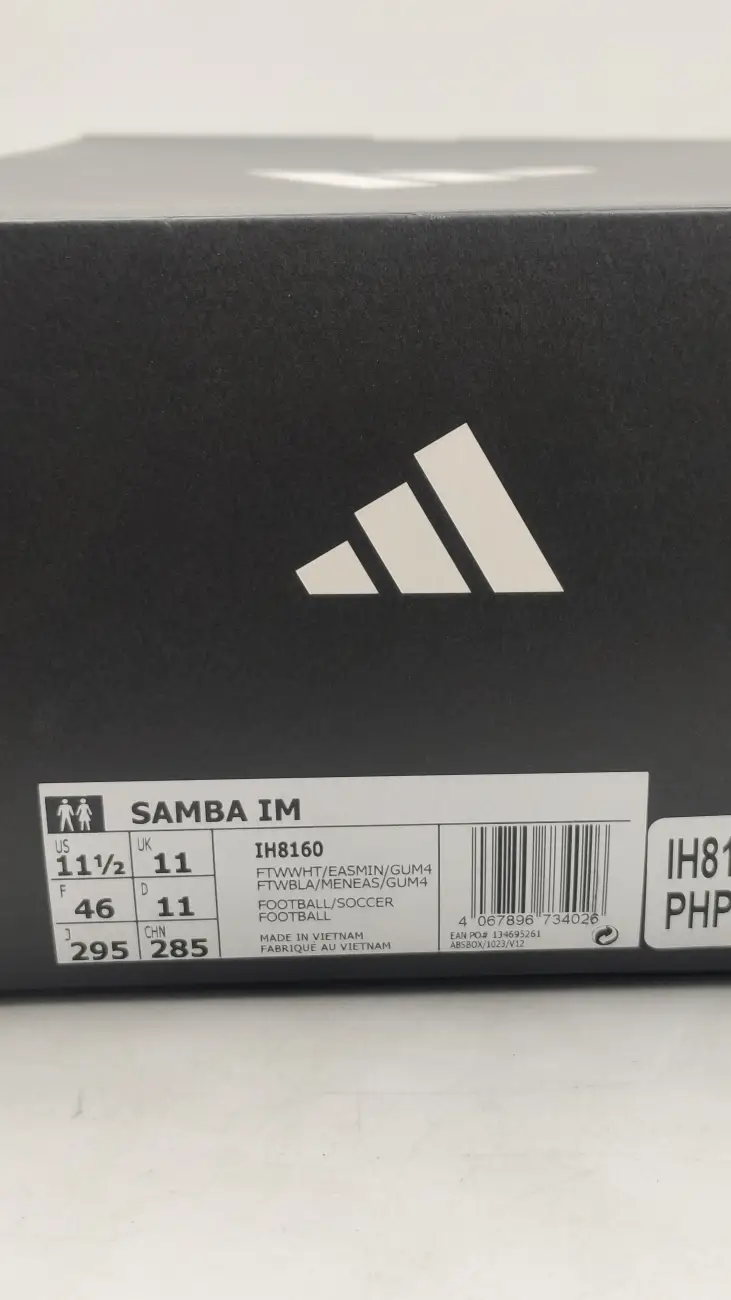 SAMBA IM
US 11½ UK 11
F 46 D 11
J 295 CHN 285
IH8160
FTWWHT/EASMIN/GUM4
FTWBLA/MENEAS/GUM4
FOOTBALL/SOCCER
FOOTBALL
MADE IN VIETNAM
FABRIQUÉ AU VIETNAM
4 067896 734026
EAN PO# 134695261
ABSBOX/1023/V12
IH81
PHP